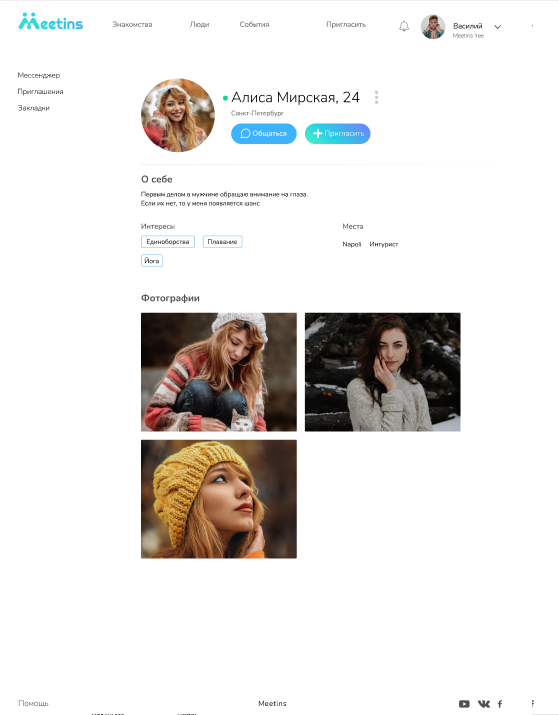 Meetins
Знакомства
Люди
События
Пригласить
Василий
Meetins free
Мессенджер
Приглашения
Закладки
Алиса Мирская, 24
Санкт-Петербург
Общаться
Пригласить
О себе
Первым делом в мужчине обращаю внимание на глаза.
Если их нет, то у меня появляется шанс
Интересы
Единоборства
Плавание
Йога
Места
Napoli Интурист
Фотографии
Помощь
Meetins